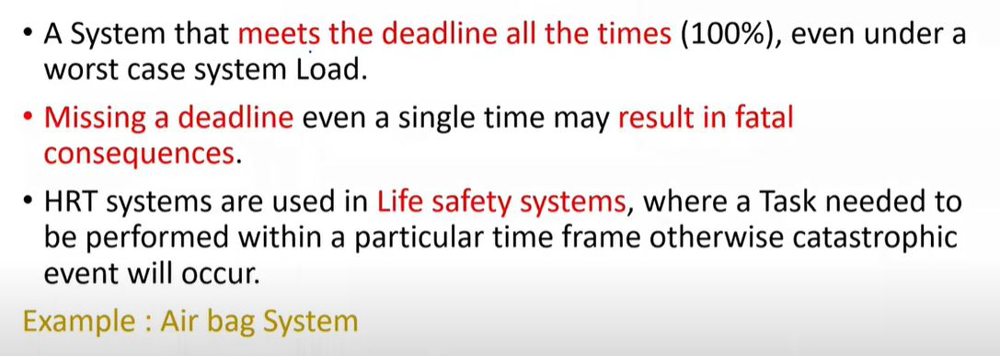 • A System that meets the deadline all the times (100%), even under a
worst case system Load.
• Missing a deadline even a single time may result in fatal
consequences.
• HRT systems are used in Life safety systems, where a Task needed to
be performed within a particular time frame otherwise catastrophic
event will occur.
Example : Air bag System